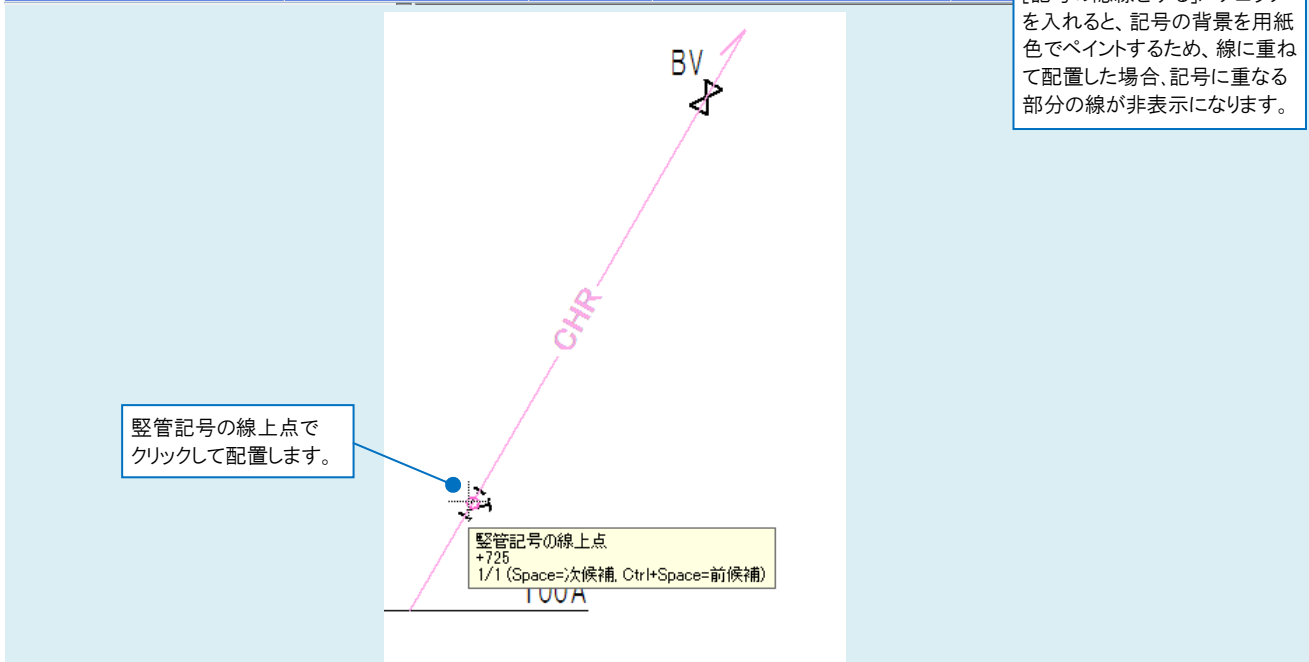 を入れると、記号の背景を用紙
色でペイントするため、線に重ね
て配置した場合、記号に重なる
部分の線が非表示になります。
BV
CHR
竪管記号の線上点で
クリックして配置します。
竪管記号の線上点
+725
1/1 (Space=次候補, Ctrl+Space=前候補)
100A